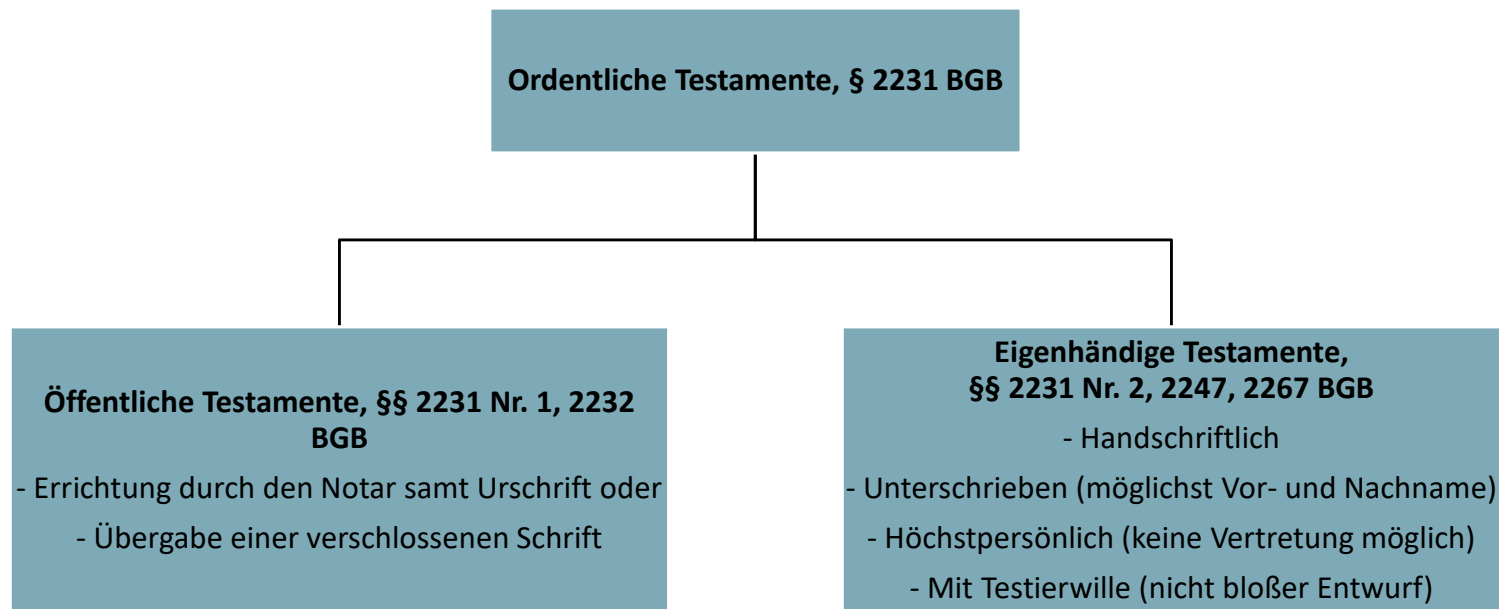 Ordentliche Testamente, § 2231 BGB
Öffentliche Testamente, §§ 2231 Nr. 1, 2232
BGB
- Errichtung durch den Notar samt Urschrift oder
- Übergabe einer verschlossenen Schrift
Eigenhändige Testamente,
§§ 2231 Nr. 2, 2247, 2267 BGB
- Handschriftlich
- Unterschrieben (möglichst Vor- und Nachname)
- Höchstpersönlich (keine Vertretung möglich)
- Mit Testierwille (nicht bloßer Entwurf)